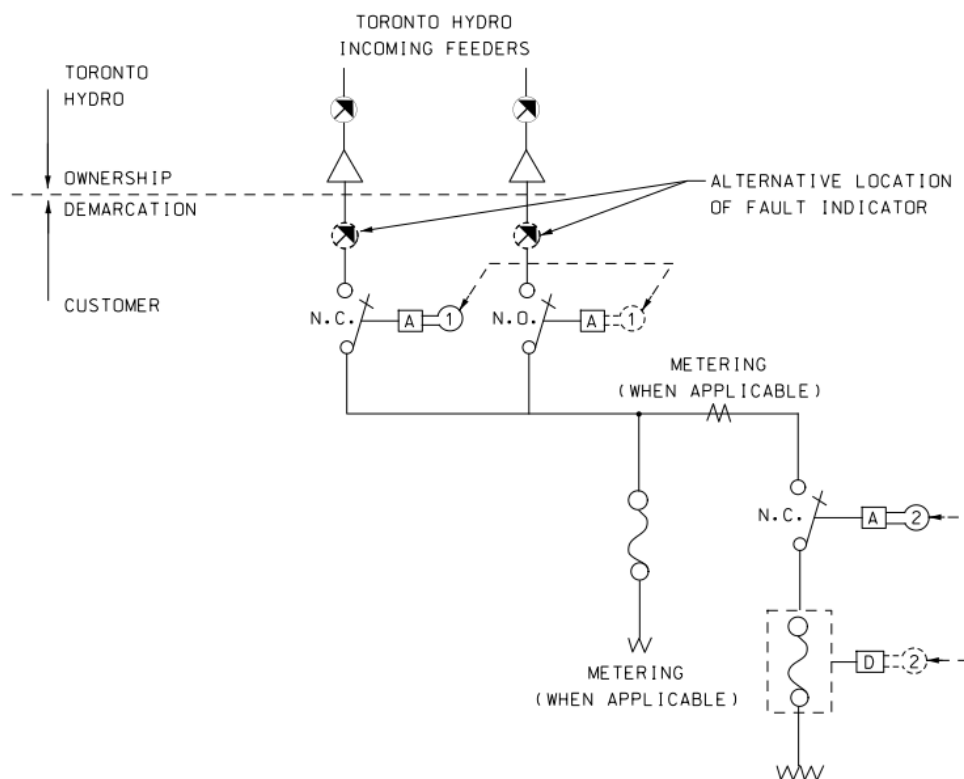 TORONTO HYDRO
INCOMING FEEDERS
TORONTO
HYDRO
OWNERSHIP
DEMARCATION
ALTERNATIVE LOCATION
OF FAULT INDICATOR
CUSTOMER
N.C. A 1
N.O. A 1
METERING
(WHEN APPLICABLE)
N.C. A 2
METERING
(WHEN APPLICABLE)
D 2